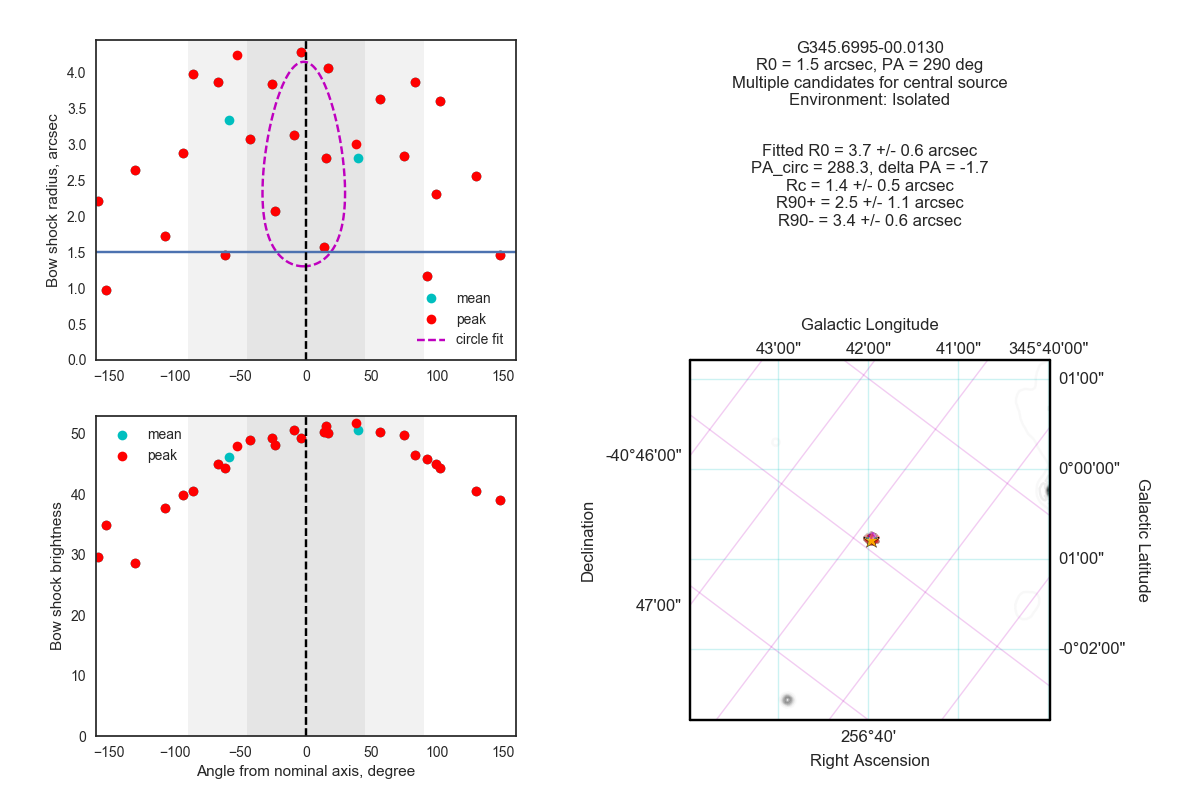 G345.6995-00.0130
R0 = 1.5 arcsec, PA = 290 deg
Multiple candidates for central source
Environment: Isolated
Fitted R0 = 3.7 +/- 0.6 arcsec
PA_circ = 288.3, delta PA = -1.7
Rc = 1.4 +/- 0.5 arcsec
R90+ = 2.5 +/- 1.1 arcsec
R90- = 3.4 +/- 0.6 arcsec
Bow shock radius, arcsec
4.0
3.5
3.0
2.5
2.0
1.5
1.0
0.5
0.0
−150 −100 −50 0 50 100 150
mean
peak
circle fit
Bow shock brightness
50
40
30
20
10
0
mean
peak
−150 −100 −50 0 50 100 150
Angle from nominal axis, degree
Galactic Longitude
43'00" 42'00" 41'00" 345°40'00"
01'00"
0°00'00"
01'00"
-0°02'00"
Galactic Latitude
-40°46'00"
47'00"
Declination
256°40'
Right Ascension